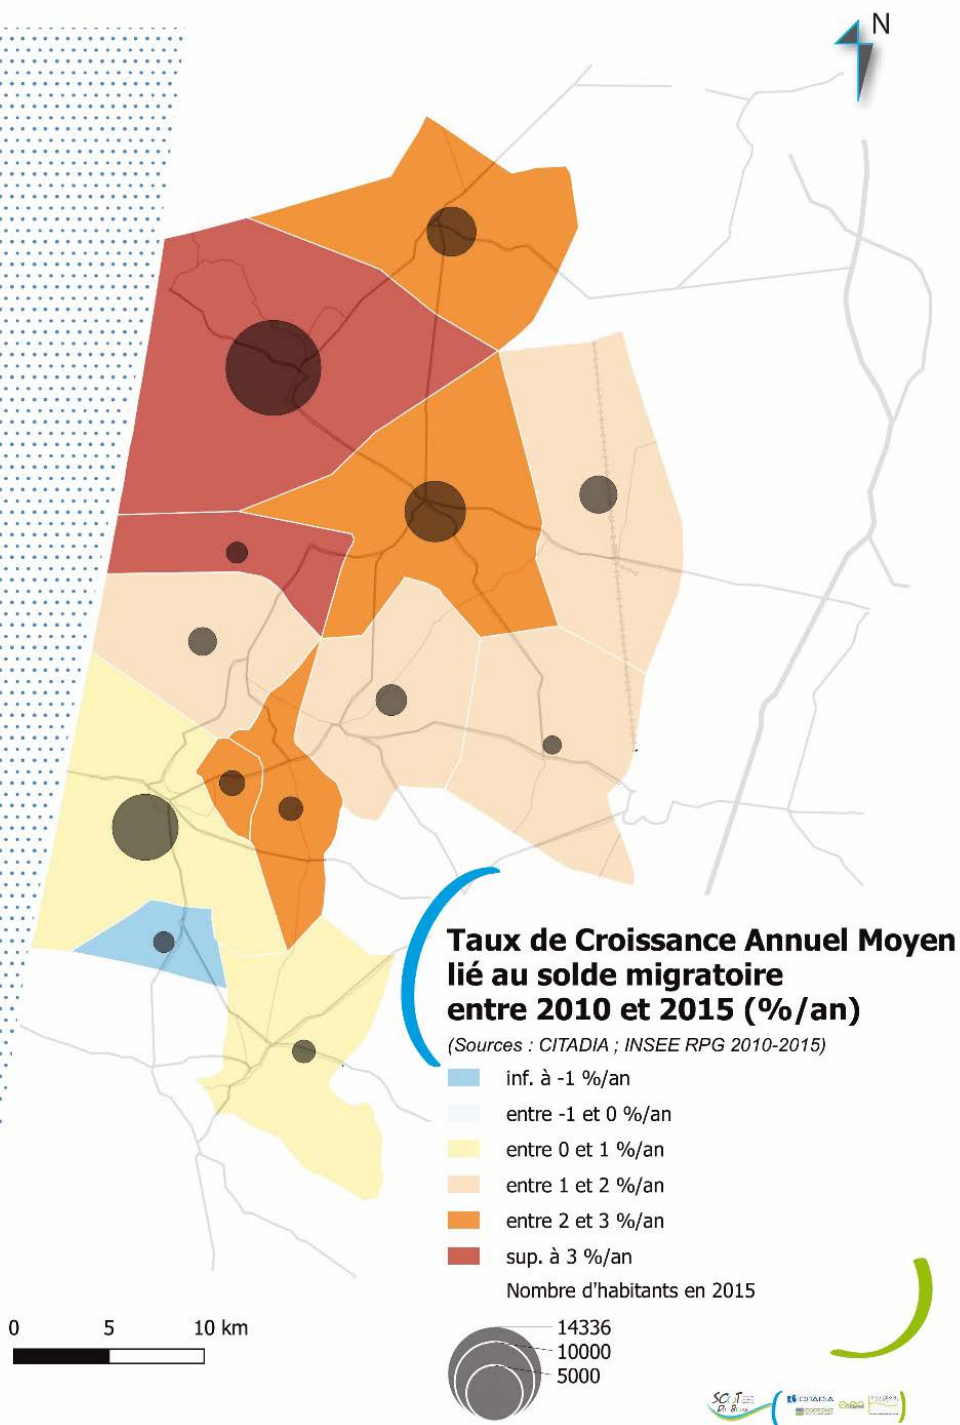 N
Taux de Croissance Annuel Moyen
lié au solde migratoire
entre 2010 et 2015 (%/an)
(Sources : CITADIA ; INSEE RPG 2010-2015)
inf. à -1 %/an
entre -1 et 0 %/an
entre 0 et 1 %/an
entre 1 et 2 %/an
entre 2 et 3 %/an
sup. à 3 %/an
Nombre d'habitants en 2015
0 5 10 km
14336
10000
5000
SCOT
CITADIA